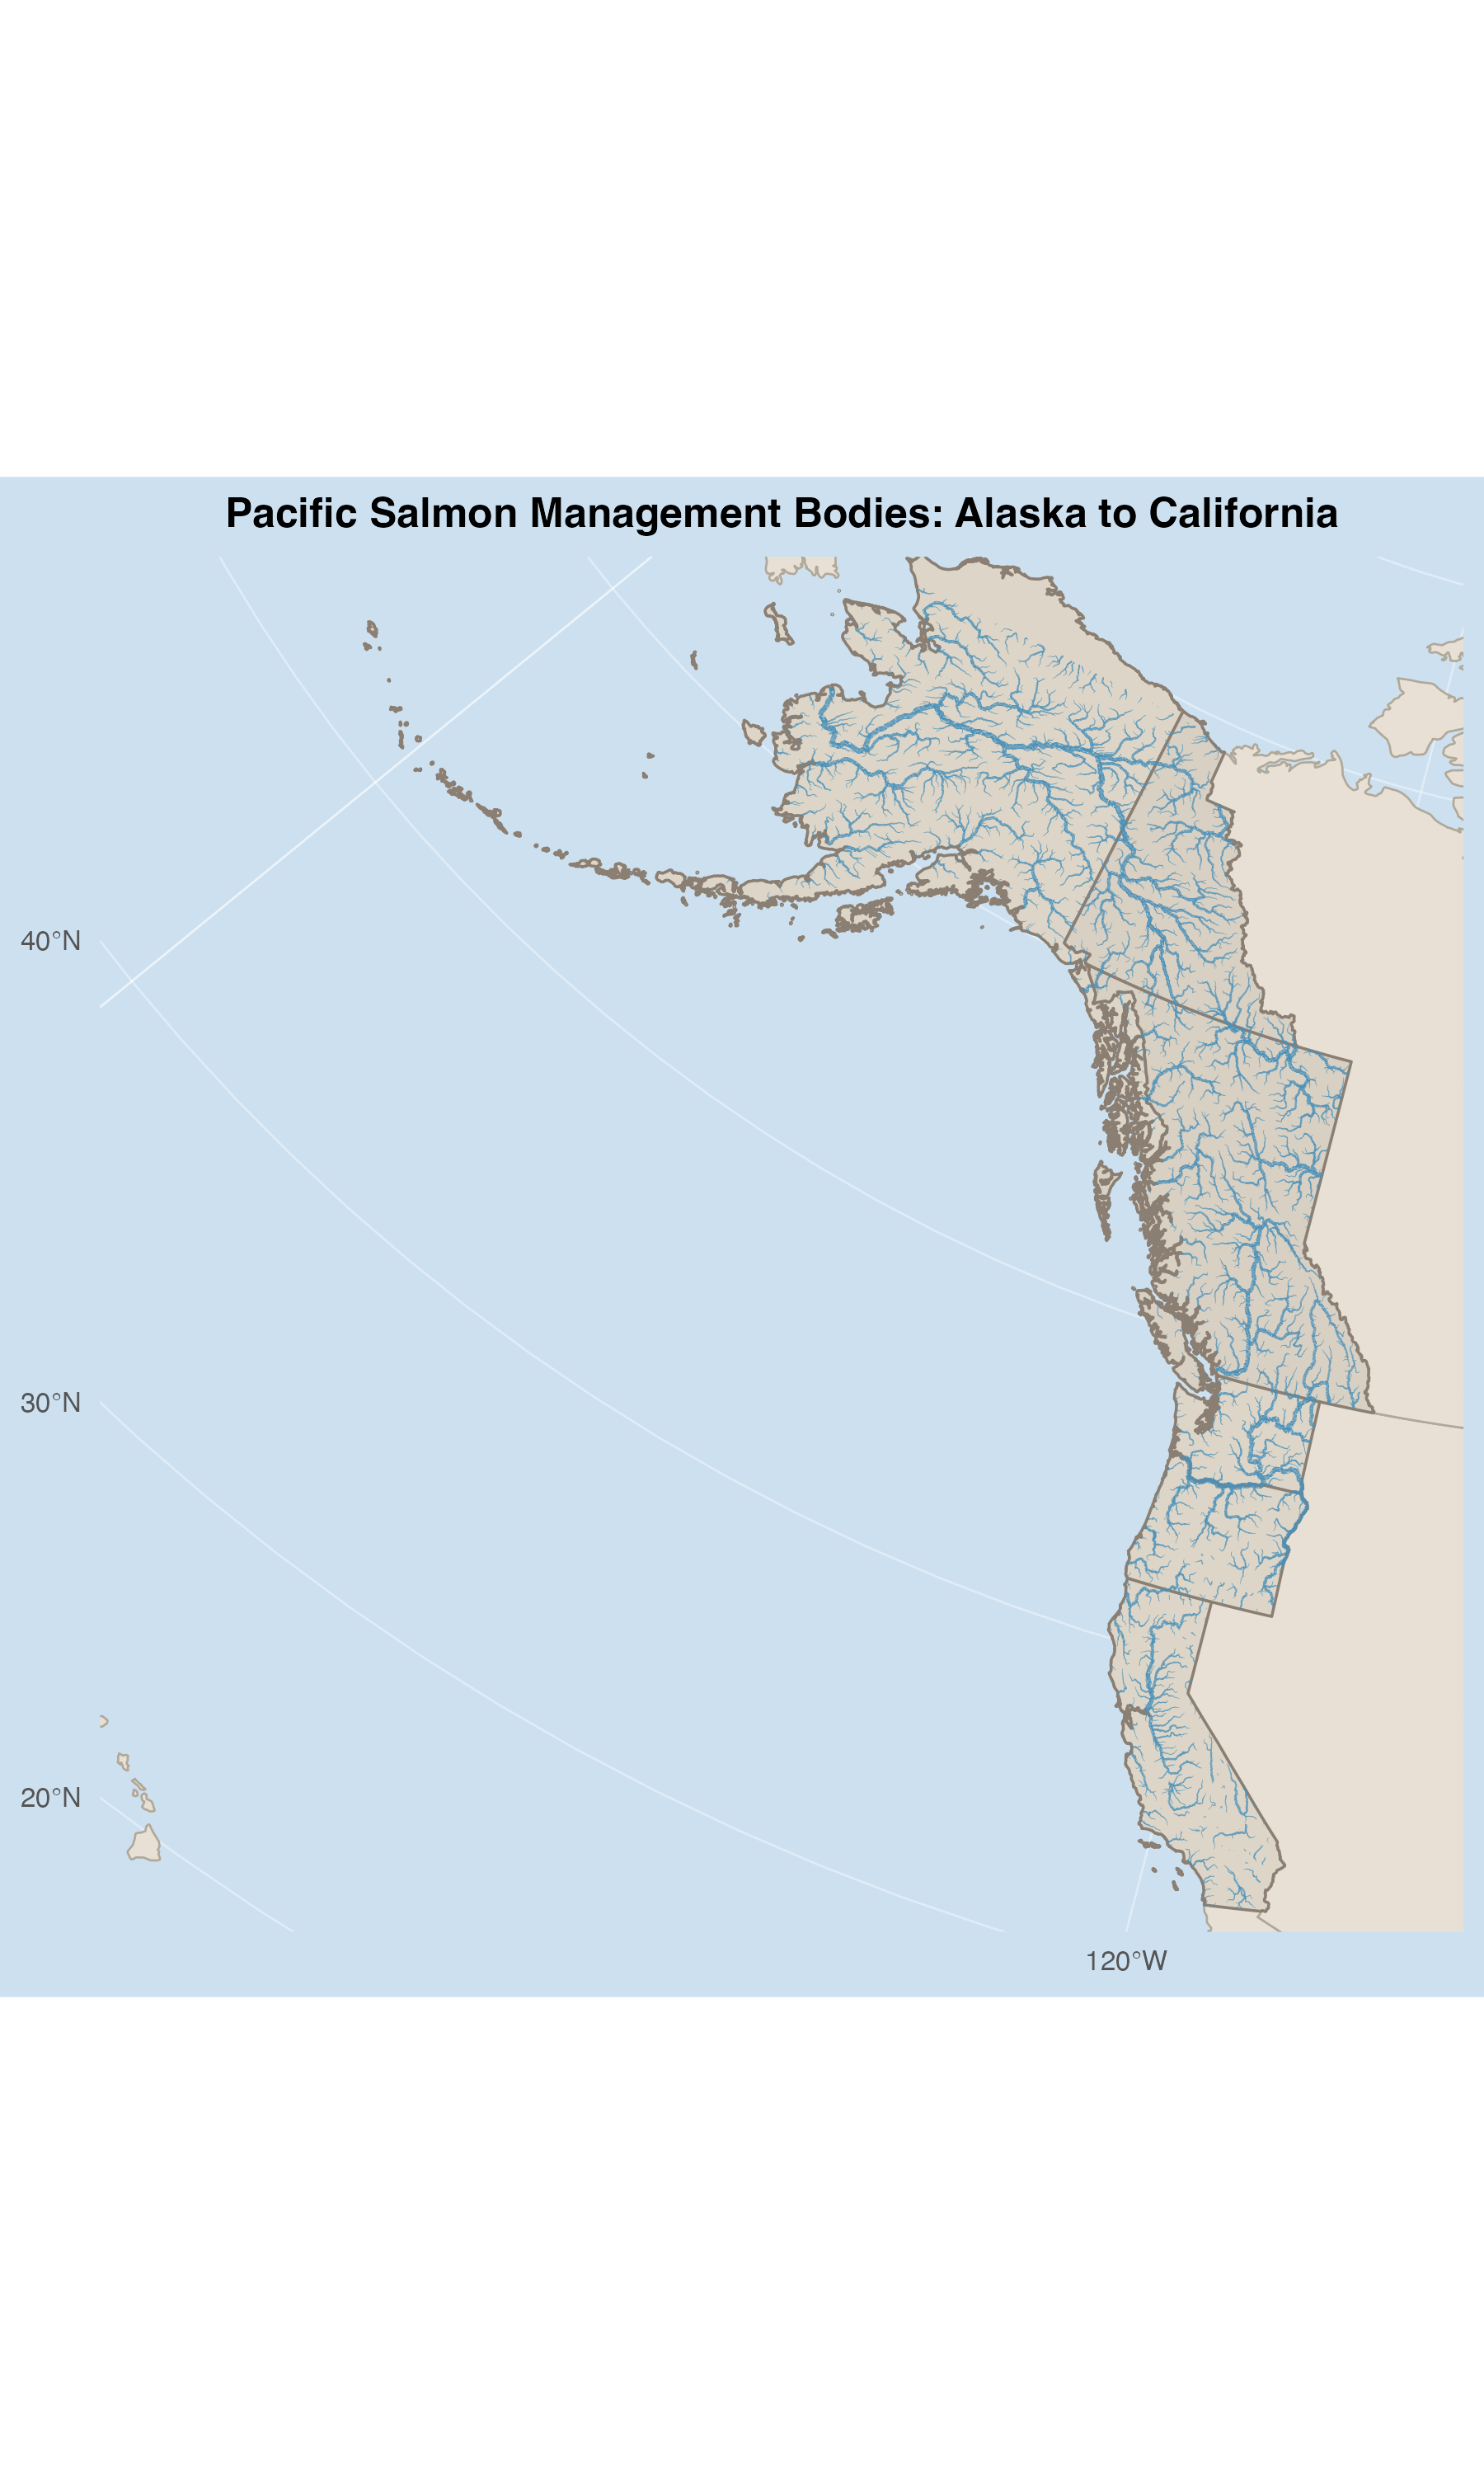 Pacific Salmon Management Bodies: Alaska to California
40°N
30°N
20°N
120°W